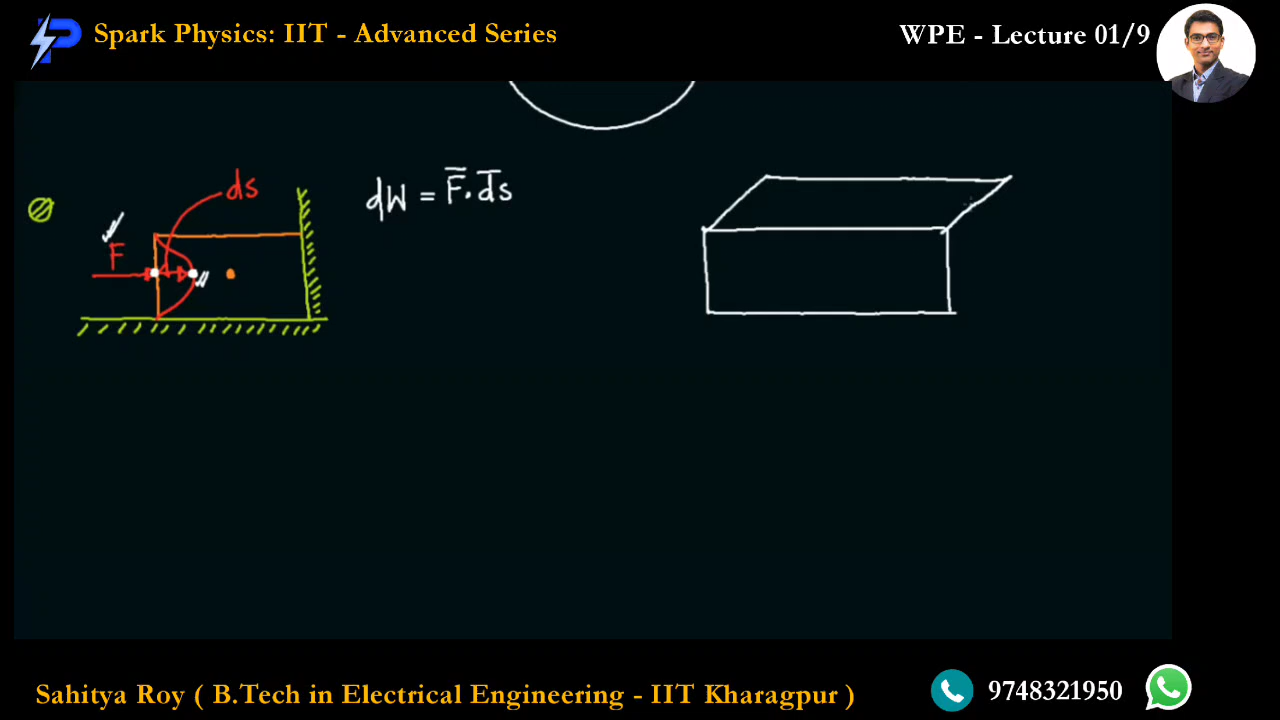 Spark Physics: IIT - Advanced Series
WPE - Lecture 01/9
ds
F
dW = F̅. d̅s
Sahitya Roy ( B.Tech in Electrical Engineering - IIT Kharagpur )
9748321950